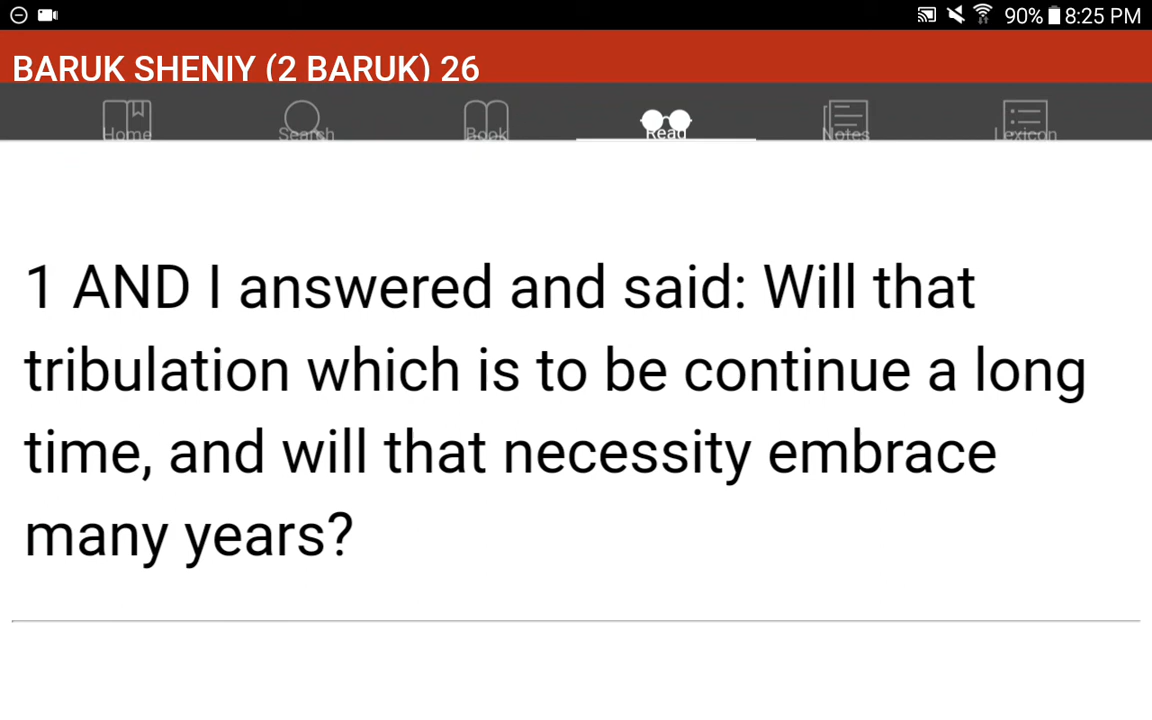 90% 8:25 PM
BARUK SHENIY (2 BARUK) 26
Home Search Book Read Notes Lexicon
1 AND I answered and said: Will that
tribulation which is to be continue a long
time, and will that necessity embrace
many years?